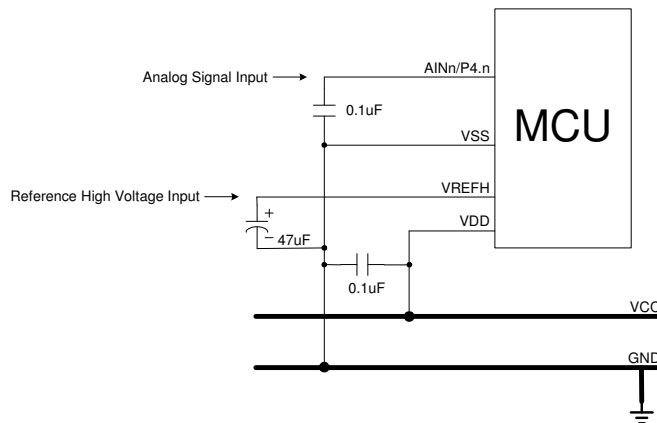 AINn/P4.n
Analog Signal Input
0.1uF
MCU
VSS
VREFH
Reference High Voltage Input
+
VDD
− 47uF
0.1uF
VCC
GND